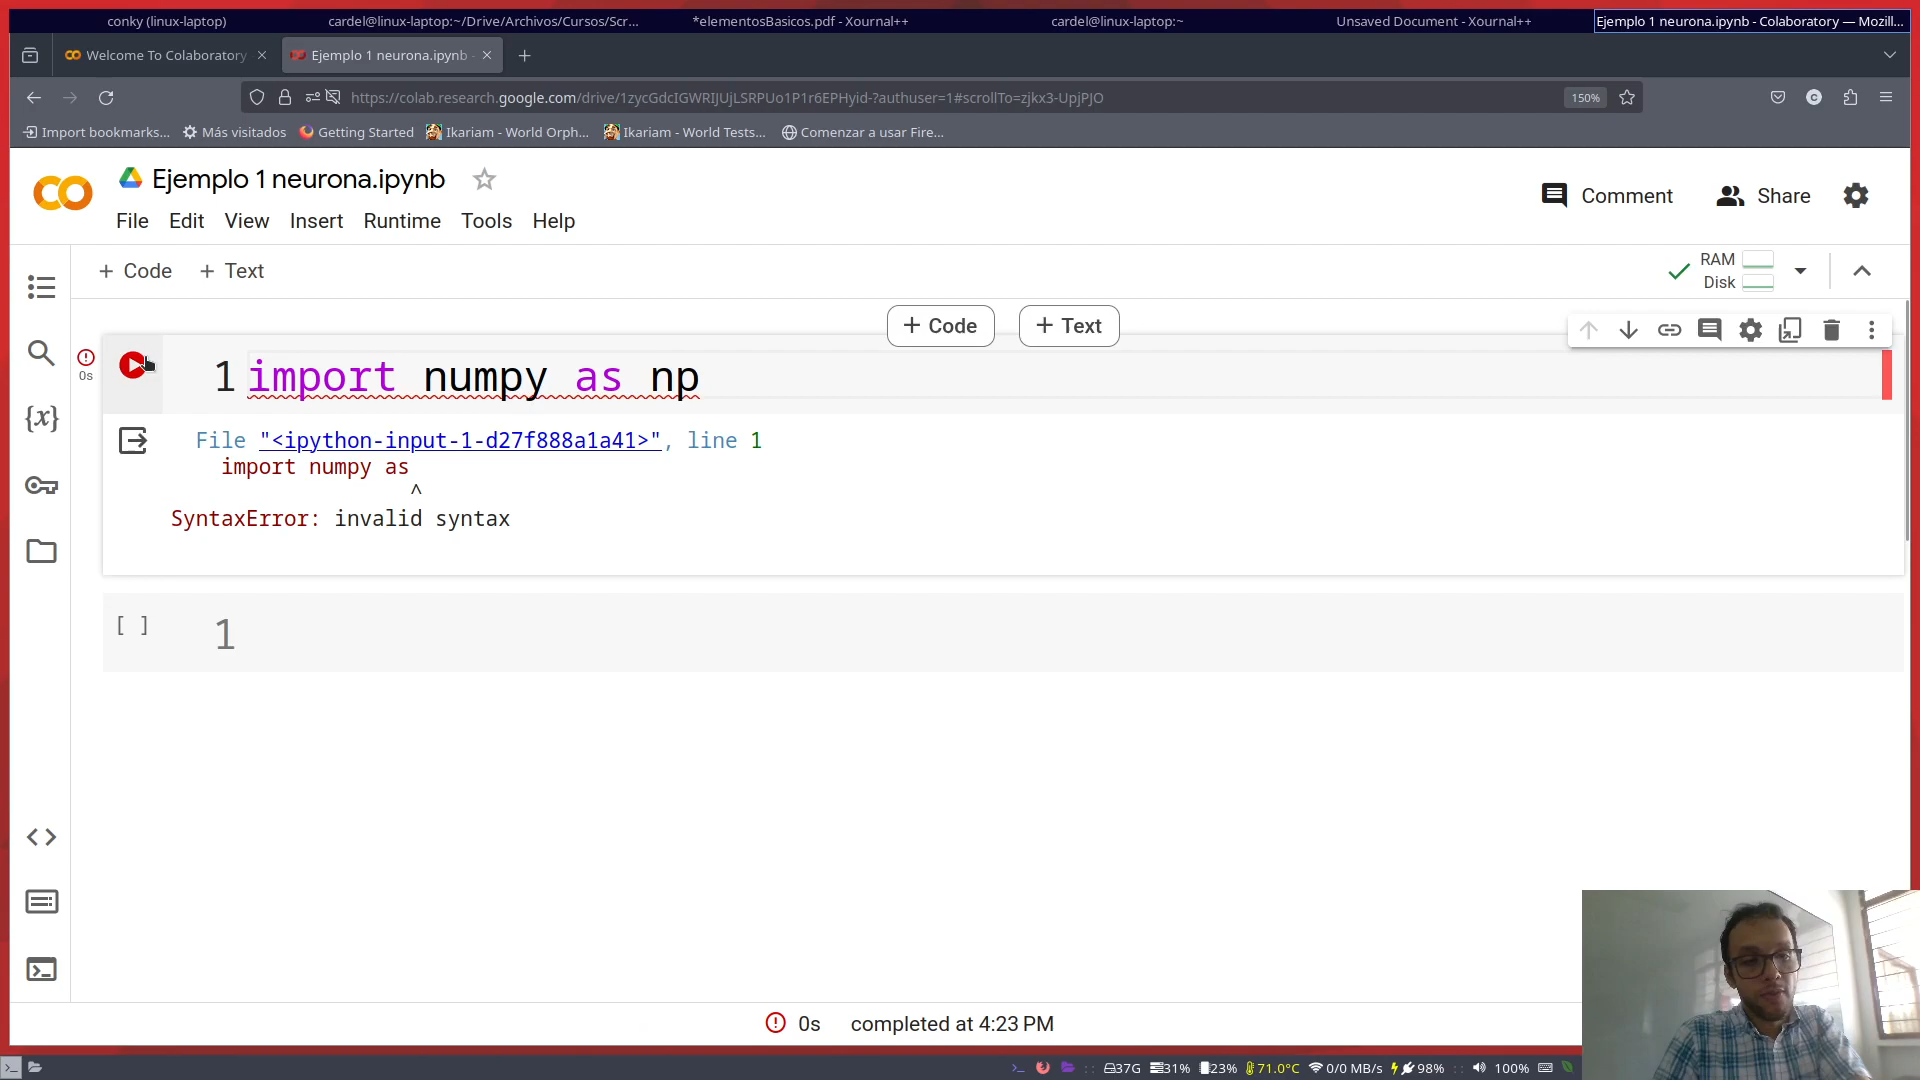 conky (linux-laptop) cardel@linux-laptop:~/Drive/Archivos/Cursos/Scr... *elementosBasicos.pdf - Xournal++ cardel@linux-laptop:~ Unsaved Document - Xournal++ Ejemplo 1 neurona.ipynb - Colaboratory — Mozill...
Welcome To Colaboratory Ejemplo 1 neurona.ipynb -
https://colab.research.google.com/drive/1zycGdcIGWRIJUjLSRPUo1P1r6EPHyid-?authuser=1#scrollTo=zjkx3-UpjPJO 150%
Import bookmarks... Más visitados Getting Started Ikariam - World Orph... Ikariam - World Tests... Comenzar a usar Fire...
Ejemplo 1 neurona.ipynb
Comment Share
File Edit View Insert Runtime Tools Help
+ Code + Text
RAM
Disk
+ Code + Text
0s
1 import numpy as np
File "<ipython-input-1-d27f888a1a41>", line 1
import numpy as
^
SyntaxError: invalid syntax
[ ] 1
0s completed at 4:23 PM
37G 31% 23% 71.0°C 0/0 MB/s 98% 100%